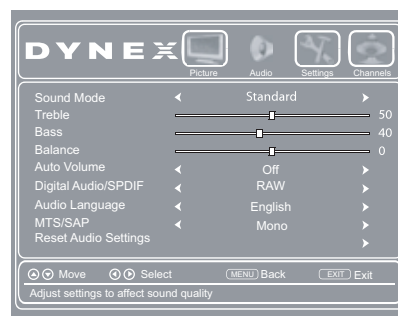 DYNEX
Picture Audio Settings Channels
Sound Mode Standard
Treble 50
Bass 40
Balance 0
Auto Volume Off
Digital Audio/SPDIF RAW
Audio Language English
MTS/SAP Mono
Reset Audio Settings
Move Select MENU Back EXIT Exit
Adjust settings to affect sound quality